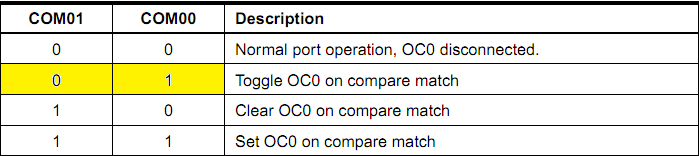 COM01 COM00 Description
0 0 Normal port operation, OC0 disconnected.
0 1 Toggle OC0 on compare match
1 0 Clear OC0 on compare match
1 1 Set OC0 on compare match